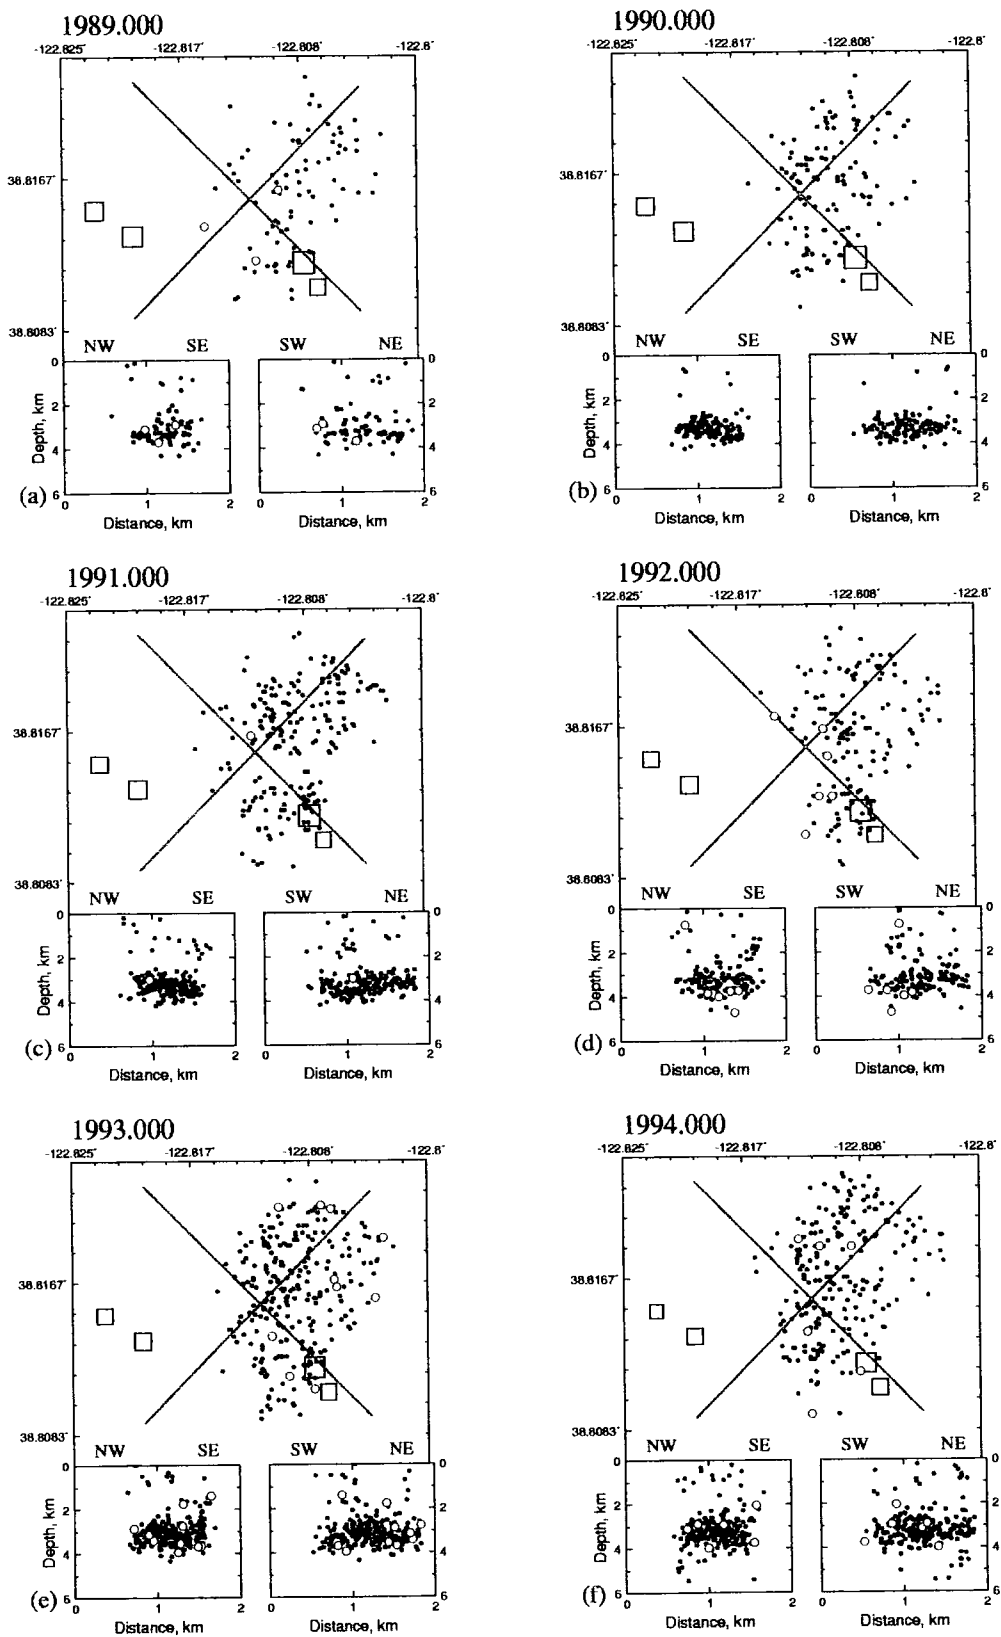 1989.000
-122.825˚ -122.817˚ -122.808˚ -122.8˚
38.8167˚
38.8083˚
NW SE SW NE
0 0
2 2
4 4
6 6
Depth, km
0 1 2 0 1 2
Distance, km Distance, km
(a)
1990.000
-122.825˚ -122.817˚ -122.808˚ -122.8˚
38.8167˚
38.8083˚
NW SE SW NE
0 0
2 2
4 4
6 6
Depth, km
0 1 2 0 1 2
Distance, km Distance, km
(b)
1991.000
-122.825˚ -122.817˚ -122.808˚ -122.8˚
38.8167˚
38.8083˚
NW SE SW NE
0 0
2 2
4 4
6 6
Depth, km
0 1 2 0 1 2
Distance, km Distance, km
(c)
1992.000
-122.825˚ -122.817˚ -122.808˚ -122.8˚
38.8167˚
38.8083˚
NW SE SW NE
0 0
2 2
4 4
6 6
Depth, km
0 1 2 0 1 2
Distance, km Distance, km
(d)
1993.000
-122.825˚ -122.817˚ -122.808˚ -122.8˚
38.8167˚
38.8083˚
NW SE SW NE
0 0
2 2
4 4
6 6
Depth, km
0 1 2 0 1 2
Distance, km Distance, km
(e)
1994.000
-122.825˚ -122.817˚ -122.808˚ -122.8˚
38.8167˚
38.8083˚
NW SE SW NE
0 0
2 2
4 4
6 6
Depth, km
0 1 2 0 1 2
Distance, km Distance, km
(f)